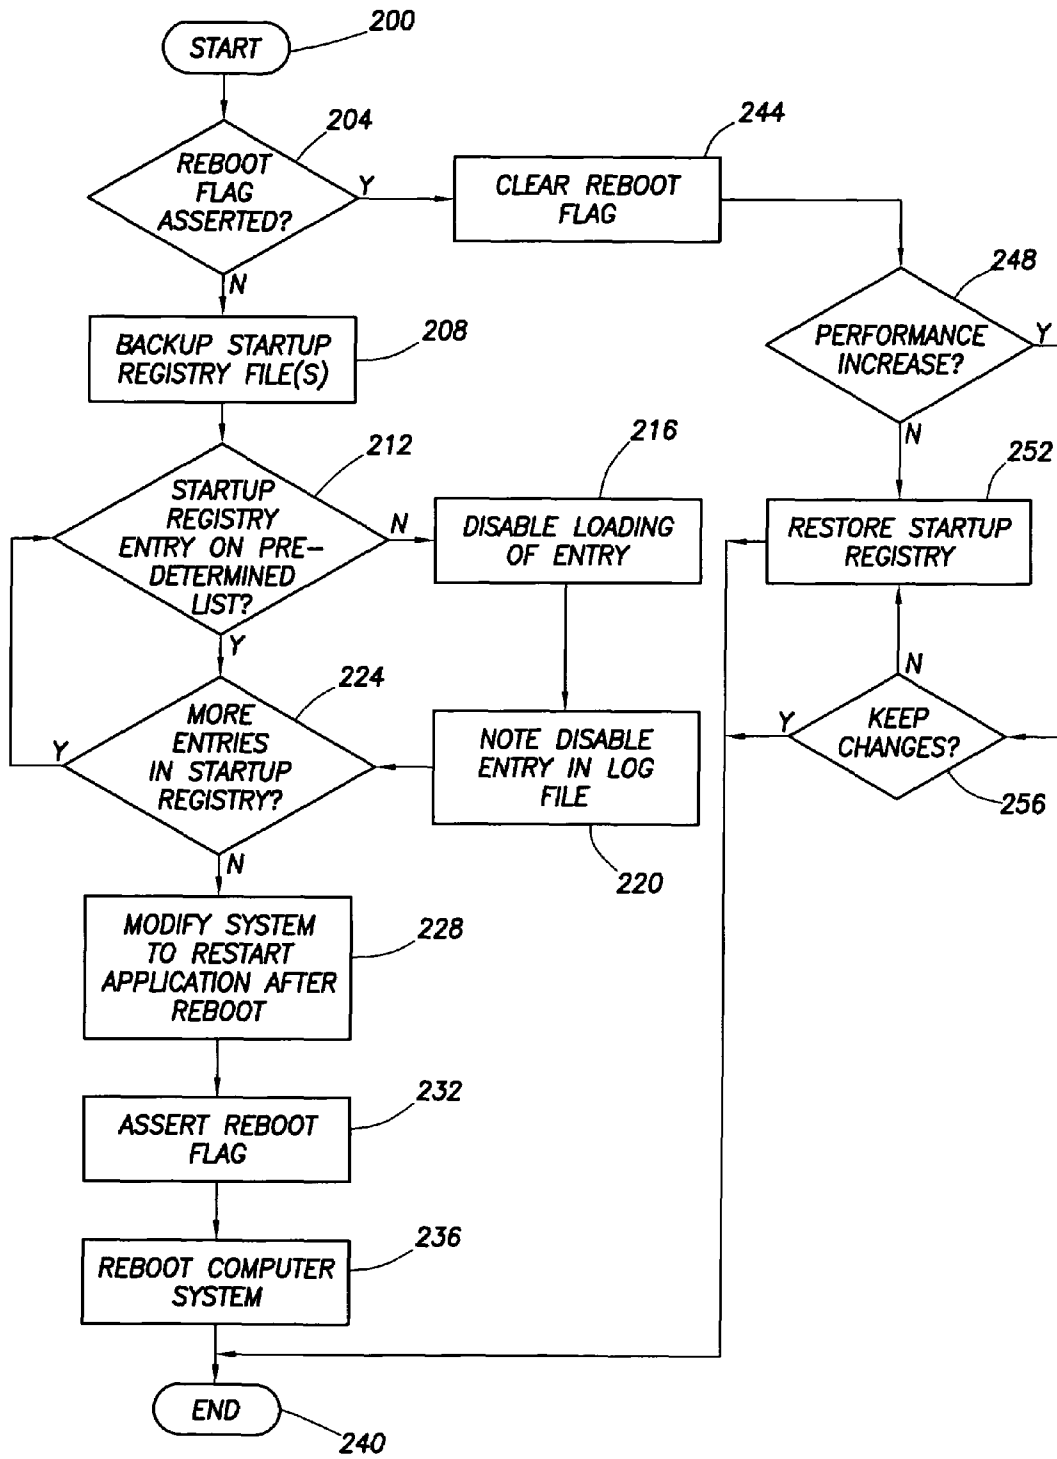 START
200
REBOOT
FLAG
ASSERTED?
204
Y
N
CLEAR REBOOT
FLAG
244
PERFORMANCE
INCREASE?
248
Y
N
BACKUP STARTUP
REGISTRY FILE(S)
208
STARTUP
REGISTRY
ENTRY ON PRE-
DETERMINED
LIST?
212
N
Y
DISABLE LOADING
OF ENTRY
216
RESTORE STARTUP
REGISTRY
252
MORE
ENTRIES
IN STARTUP
REGISTRY?
224
Y
N
NOTE DISABLE
ENTRY IN LOG
FILE
220
KEEP
CHANGES?
256
N
Y
MODIFY SYSTEM
TO RESTART
APPLICATION AFTER
REBOOT
228
ASSERT REBOOT
FLAG
232
REBOOT COMPUTER
SYSTEM
236
END
240